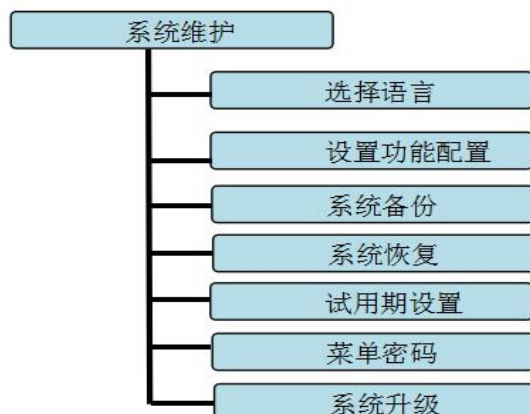 系统维护
选择语言
设置功能配置
系统备份
系统恢复
试用期设置
菜单密码
系统升级